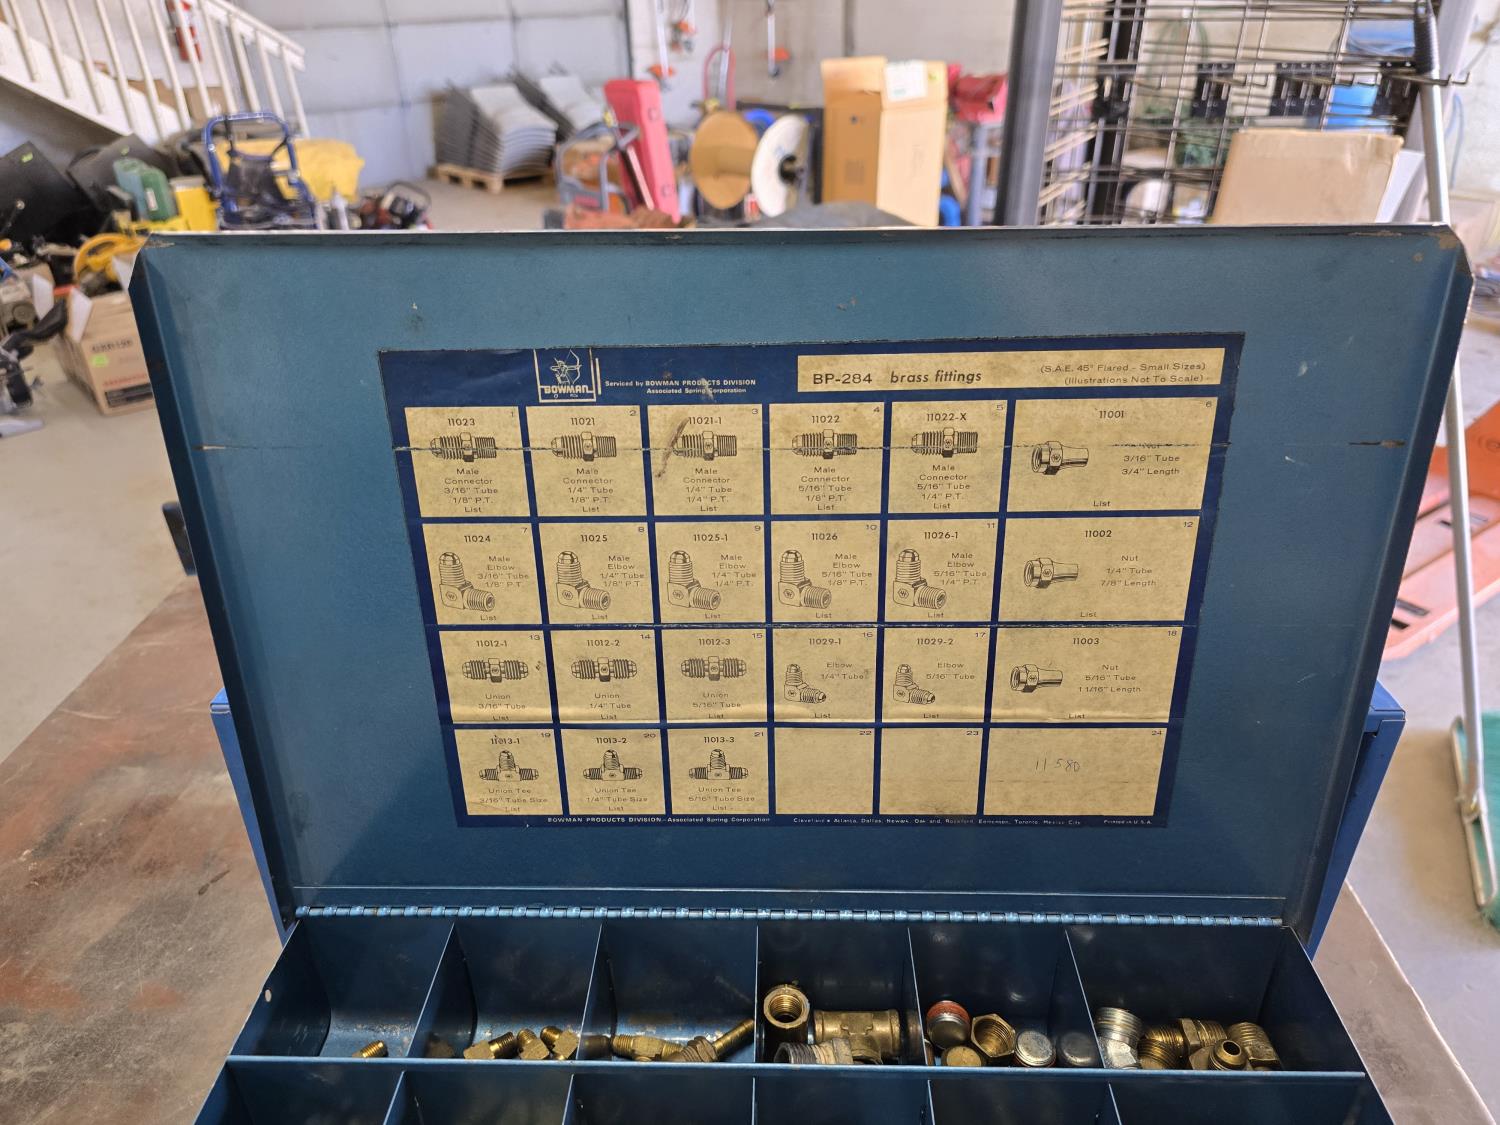 BOWMAN
Serviced by BOWMAN PRODUCTS DIVISION
Associated Spring Corporation
BP-284 brass fittings
(S.A.E. 45° Flared - Small Sizes)
(Illustrations Not To Scale)
1
11023
Male
Connector
3/16" Tube
1/8" P.T.
List
2
11021
Male
Connector
1/4" Tube
1/8" P.T.
List
3
11021-1
Male
Connector
1/4" Tube
1/4" P.T.
List
4
11022
Male
Connector
5/16" Tube
1/8" P.T.
List
5
11022-X
Male
Connector
5/16" Tube
1/4" P.T.
List
6
11001
3/16" Tube
3/4" Length
List
7
11024
Male
Elbow
3/16" Tube
1/8" P.T.
List
8
11025
Male
Elbow
1/4" Tube
1/8" P.T.
List
9
11025-1
Male
Elbow
1/4" Tube
1/4" P.T.
List
10
11026
Male
Elbow
5/16" Tube
1/8" P.T.
List
11
11026-1
Male
Elbow
5/16" Tube
1/4" P.T.
List
12
11002
Nut
1/4" Tube
7/8" Length
List
13
11012-1
Union
3/16" Tube
List
14
11012-2
Union
1/4" Tube
List
15
11012-3
Union
5/16" Tube
List
16
11029-1
Elbow
1/4" Tube
List
17
11029-2
Elbow
5/16" Tube
List
18
11003
Nut
5/16" Tube
1 1/16" Length
List
19
11013-1
Union Tee
3/16" Tube Size
List
20
11013-2
Union Tee
1/4" Tube Size
List
21
11013-3
Union Tee
5/16" Tube Size
List
22
23
24
11580
BOWMAN PRODUCTS DIVISION—Associated Spring Corporation
Cleveland • Atlanta, Dallas, Newark, Oakland, Rockford, Edmonton, Toronto, Mexico City
Printed in U.S.A.